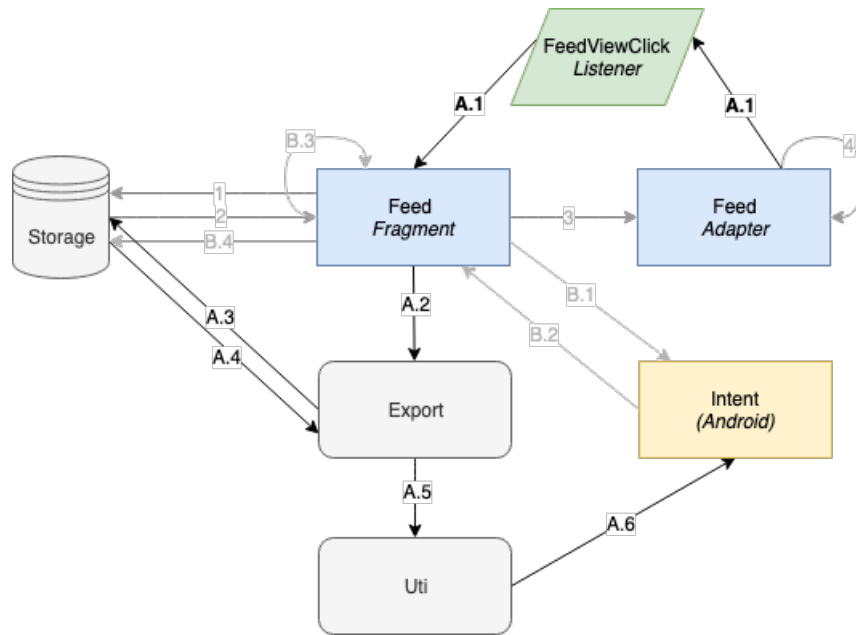 FeedViewClick
Listener
A.1
A.1
B.3
4
1
Feed
Fragment
Feed
Adapter
Storage
2
3
B.4
B.1
A.2
A.3
B.2
A.4
Export
Intent
(Android)
A.5
A.6
Uti